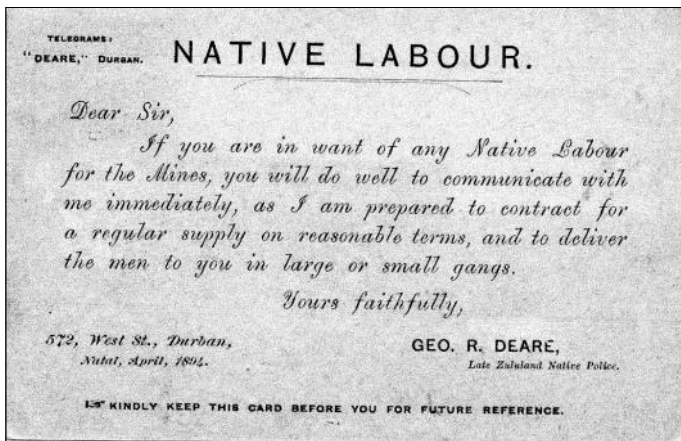 TELEGRAMS:
"DEARE," DURBAN.
NATIVE LABOUR.
Dear Sir,
If you are in want of any Native Labour
for the Mines, you will do well to communicate with
me immediately, as I am prepared to contract for
a regular supply on reasonable terms, and to deliver
the men to you in large or small gangs.
Yours faithfully,
572, West St., Durban,
Natal, April, 1894.
GEO. R. DEARE,
Late Zululand Native Police.
☞ KINDLY KEEP THIS CARD BEFORE YOU FOR FUTURE REFERENCE.